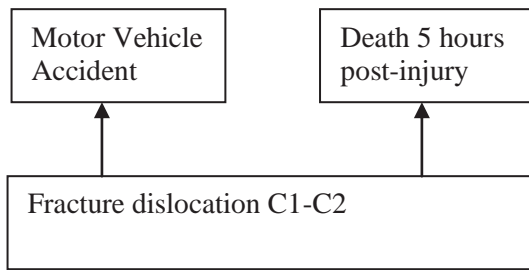 Motor Vehicle
Accident
Death 5 hours
post-injury
Fracture dislocation C1-C2